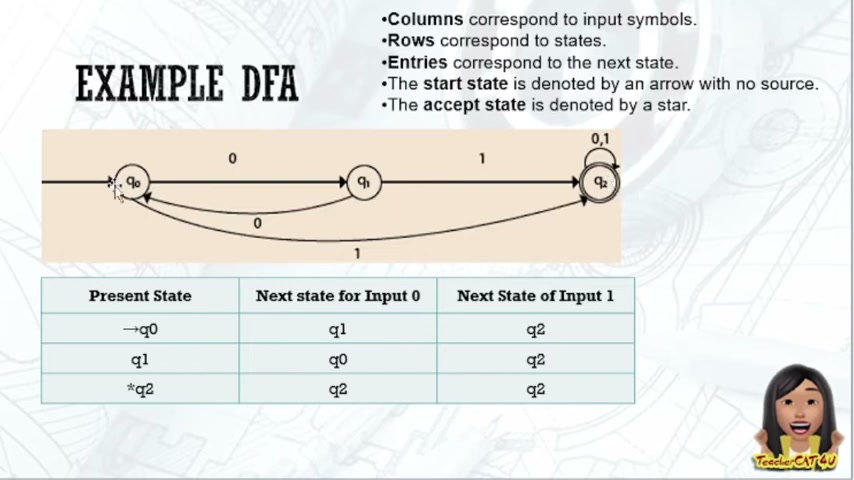 •Columns correspond to input symbols.
•Rows correspond to states.
•Entries correspond to the next state.
•The start state is denoted by an arrow with no source.
•The accept state is denoted by a star.
EXAMPLE DFA
0,1
0
1
q₀
q₁
q₂
0
1
Present State
Next state for Input 0
Next State of Input 1
→q0
q1
q2
q1
q0
q2
*q2
q2
q2
TeacherCAT4U